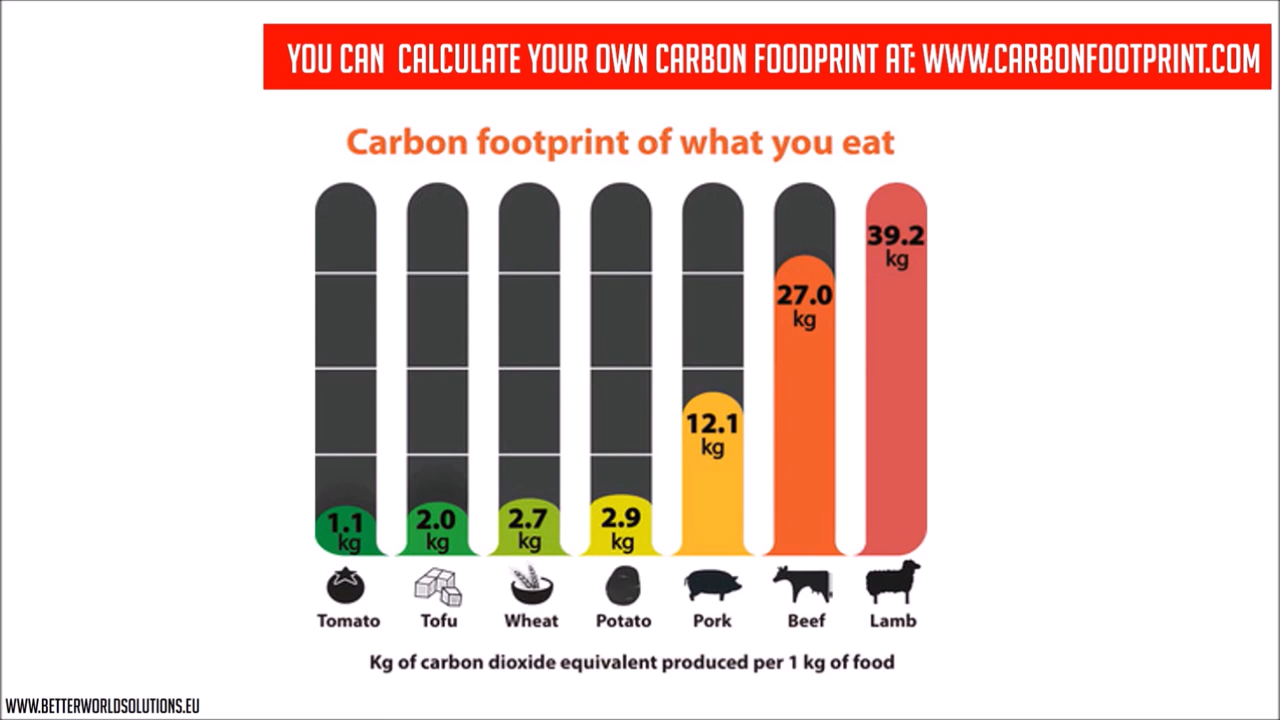 YOU CAN CALCULATE YOUR OWN CARBON FOODPRINT AT: WWW.CARBONFOOTPRINT.COM
Carbon footprint of what you eat
39.2
kg
27.0
kg
12.1
kg
1.1
kg
2.0
kg
2.7
kg
2.9
kg
Tomato Tofu Wheat Potato Pork Beef Lamb
Kg of carbon dioxide equivalent produced per 1 kg of food
WWW.BETTERWORLDSOLUTIONS.EU